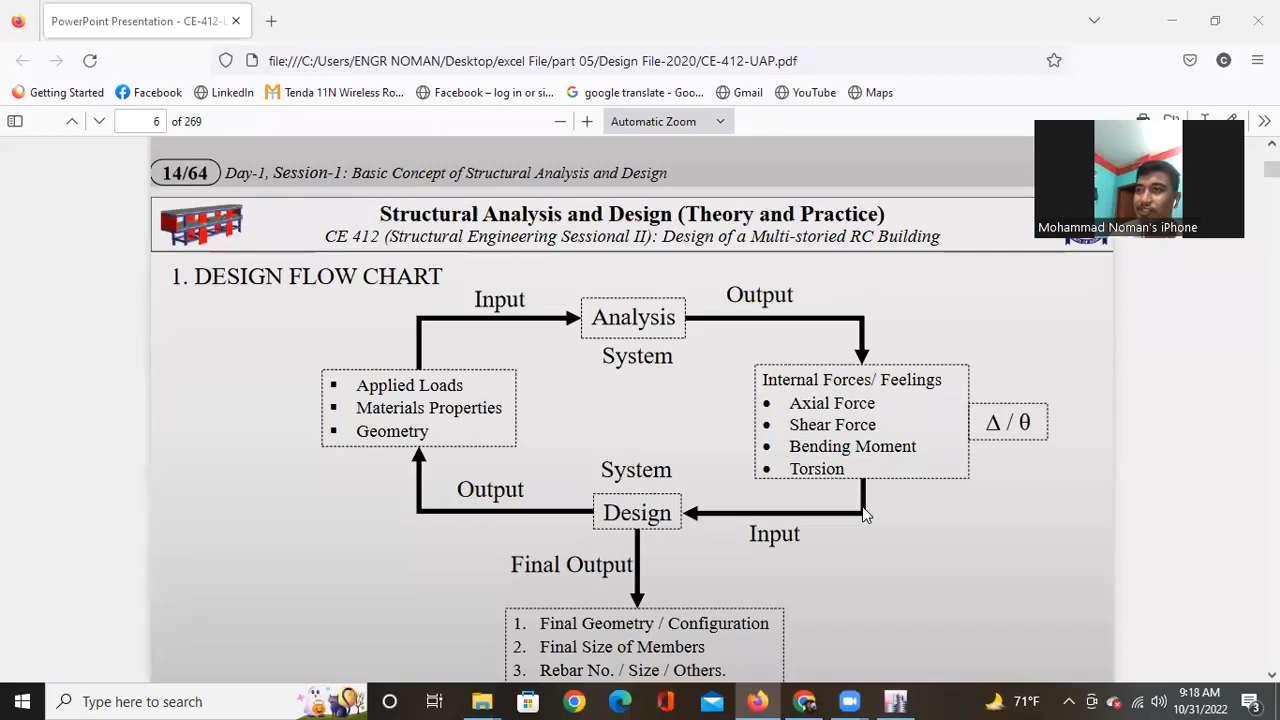 PowerPoint Presentation - CE-412-U
file:///C:/Users/ENGR NOMAN/Desktop/excel File/part 05/Design File-2020/CE-412-UAP.pdf
C
Getting Started
Facebook
LinkedIn
Tenda 11N Wireless Ro...
Facebook – log in or si...
google translate - Goo...
Gmail
YouTube
Maps
6 of 269
Automatic Zoom
14/64 Day-1, Session-1: Basic Concept of Structural Analysis and Design
Mohammad Noman's iPhone
Structural Analysis and Design (Theory and Practice)
CE 412 (Structural Engineering Sessional II): Design of a Multi-storied RC Building
1. DESIGN FLOW CHART
Input
Analysis
System
Output
▪ Applied Loads
▪ Materials Properties
▪ Geometry
Internal Forces/ Feelings
• Axial Force
• Shear Force
• Bending Moment
• Torsion
Δ / θ
System
Design
Output
Input
Final Output
1. Final Geometry / Configuration
2. Final Size of Members
3. Rebar No. / Size / Others.
Type here to search
71°F
9:18 AM
10/31/2022
3